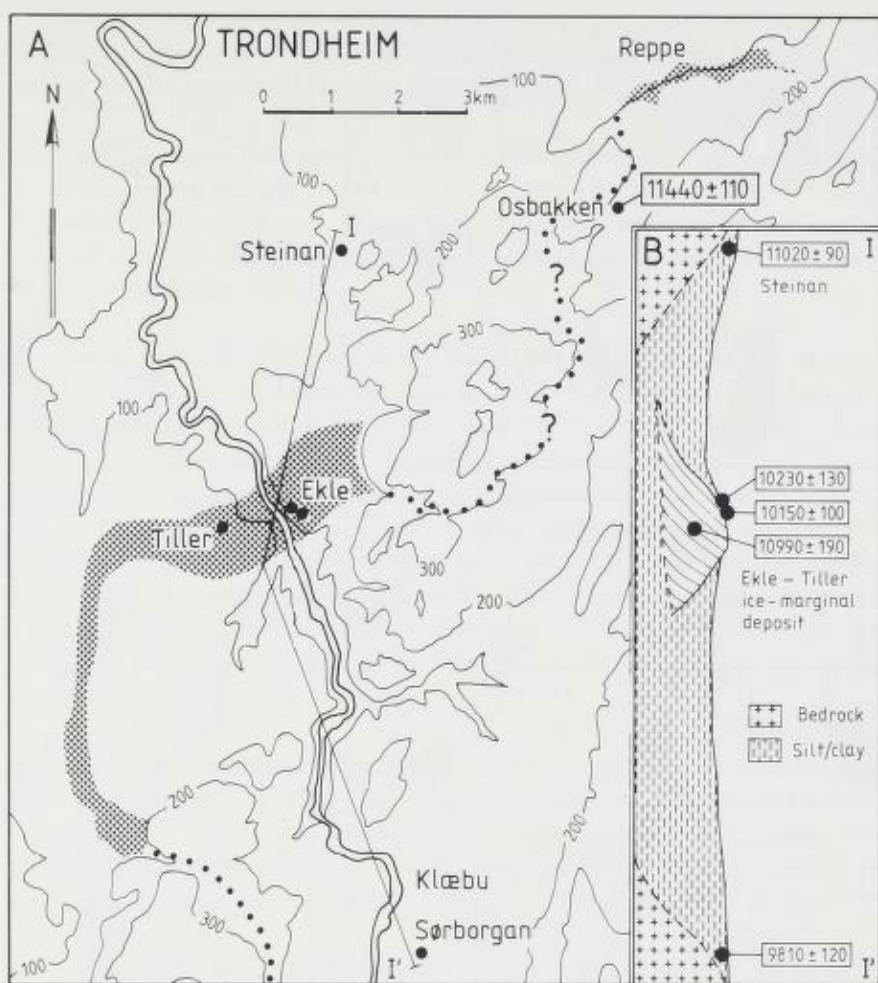 A
TRONDHEIM
Reppe
N
0 1 2 3km
100
200
100
Osbakken
11440±110
I
Steinan
200
?
300
100
?
Ekle
Tiller
300
200
200
200
300
100
Klæbu
Sørborgan
I'
B
I
11020±90
Steinan
10230±130
10150±100
10990±190
Ekle – Tiller
ice-marginal
deposit
Bedrock
Silt/clay
9810±120
I'